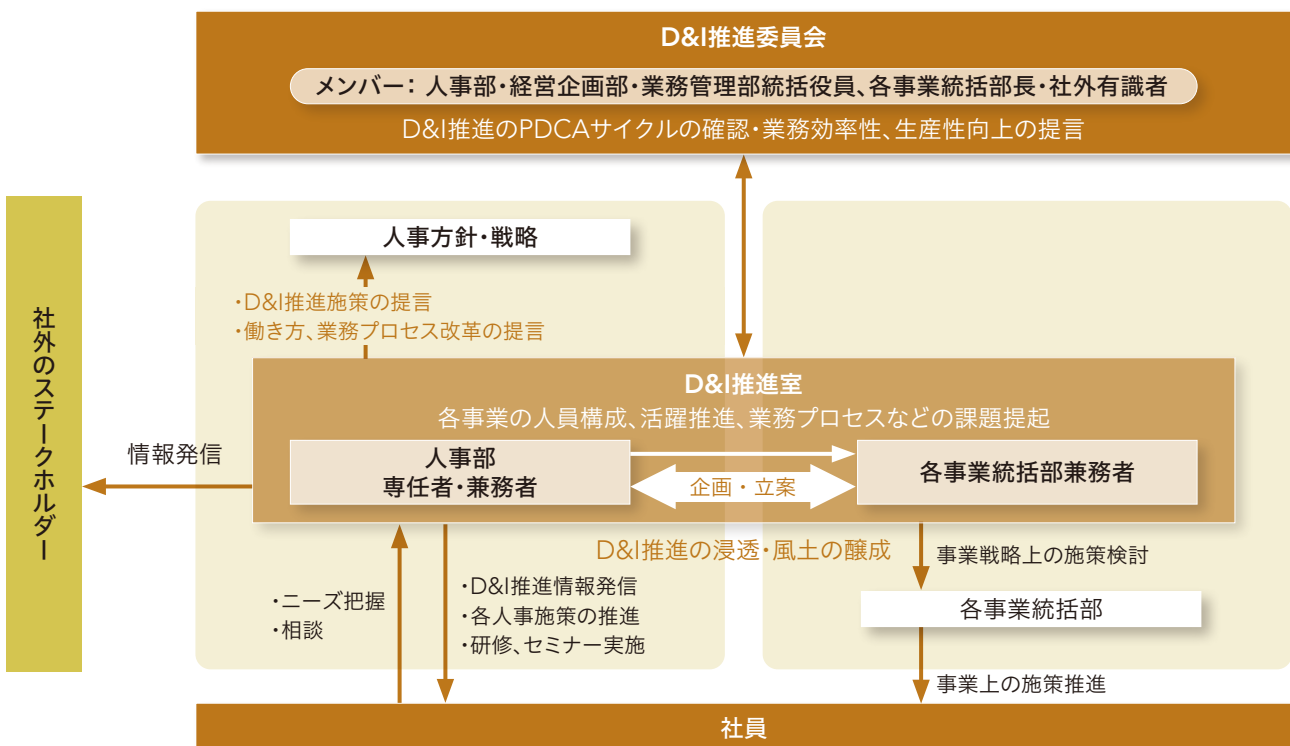 D&I推進委員会
メンバー： 人事部・経営企画部・業務管理部統括役員、各事業統括部長・社外有識者
D&I推進のPDCAサイクルの確認・業務効率性、生産性向上の提言
社外のステークホルダー
人事方針・戦略
・D&I推進施策の提言
・働き方、業務プロセス改革の提言
D&I推進室
各事業の人員構成、活躍推進、業務プロセスなどの課題提起
情報発信
人事部
専任者・兼務者
企画・立案
各事業統括部兼務者
D&I推進の浸透・風土の醸成
事業戦略上の施策検討
・ニーズ把握
・相談
・D&I推進情報発信
・各人事施策の推進
・研修、セミナー実施
各事業統括部
事業上の施策推進
社員